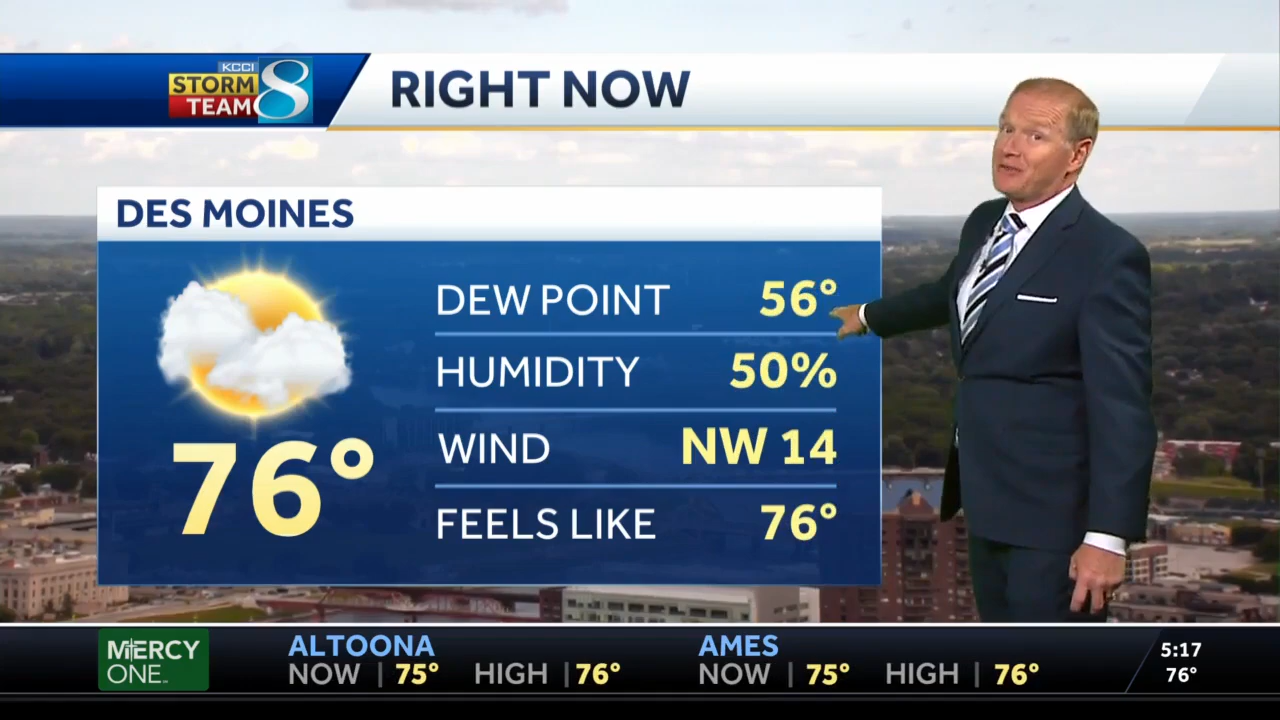 KCCI
STORM
TEAM 8
RIGHT NOW
DES MOINES
76°
DEW POINT 56°
HUMIDITY 50%
WIND NW 14
FEELS LIKE 76°
MERCY
ONE
ALTOONA
NOW | 75° HIGH | 76°
AMES
NOW | 75° HIGH | 76°
5:17
76°